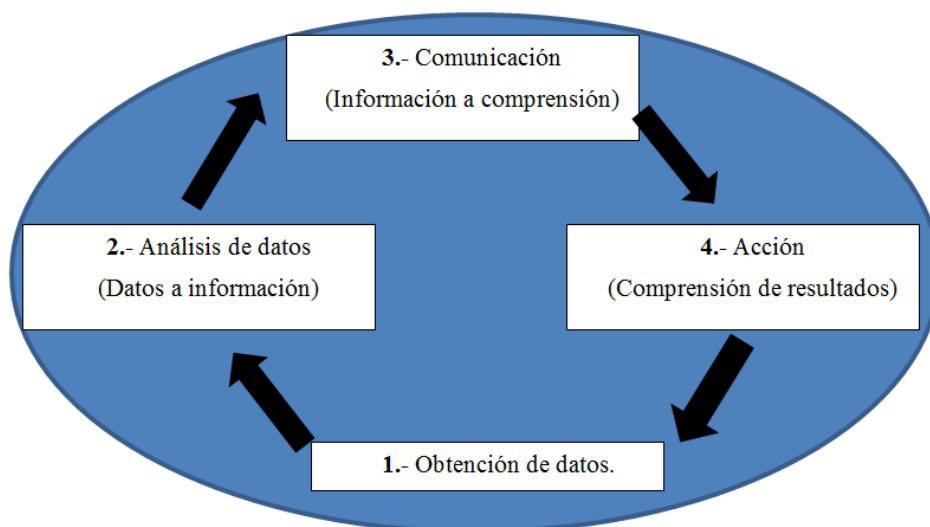 3.- Comunicación
(Información a comprensión)
2.- Análisis de datos
(Datos a información)
4.- Acción
(Comprensión de resultados)
1.- Obtención de datos.